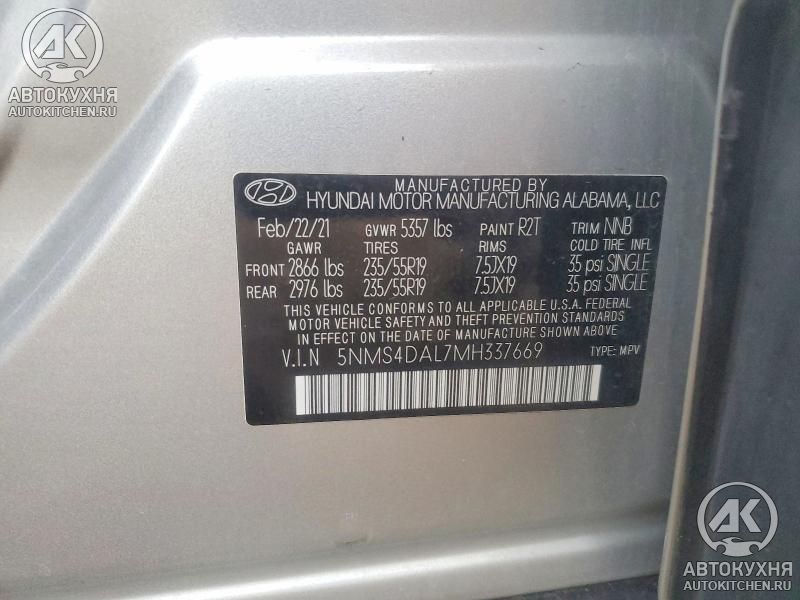 AK
АВТОКУХНЯ
AUTOKITCHEN.RU
MANUFACTURED BY
HYUNDAI MOTOR MANUFACTURING ALABAMA, LLC
Feb/22/21 GVWR 5357 lbs PAINT R2T TRIM NNB
GAWR TIRES RIMS COLD TIRE INFL
FRONT 2866 lbs 235/55R19 7.5JX19 35 psi SINGLE
REAR 2976 lbs 235/55R19 7.5JX19 35 psi SINGLE
THIS VEHICLE CONFORMS TO ALL APPLICABLE U.S.A. FEDERAL
MOTOR VEHICLE SAFETY AND THEFT PREVENTION STANDARDS
IN EFFECT ON THE DATE OF MANUFACTURE SHOWN ABOVE
V.I.N 5NMS4DAL7MH337669 TYPE: MPV
AK
АВТОКУХНЯ
AUTOKITCHEN.RU